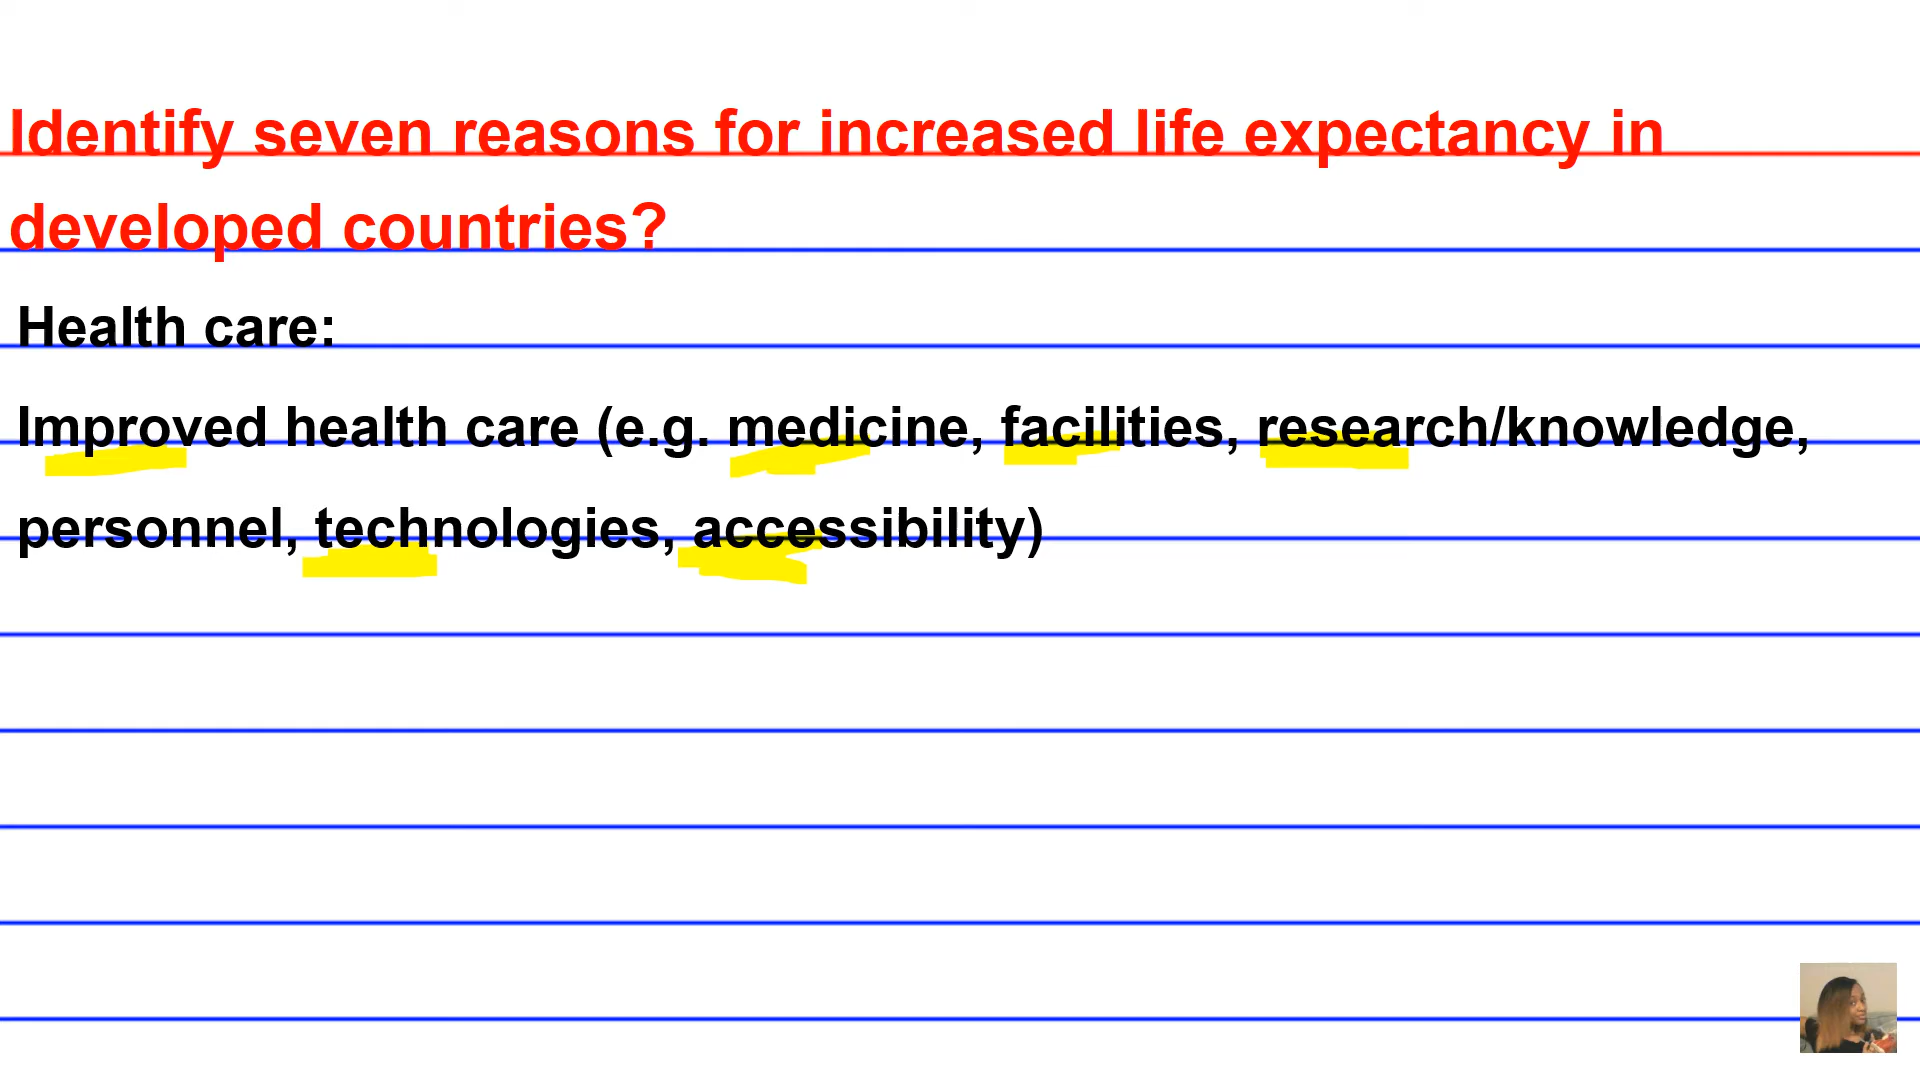 Identify seven reasons for increased life expectancy in
developed countries?
Health care:
Improved health care (e.g. medicine, facilities, research/knowledge,
personnel, technologies, accessibility)